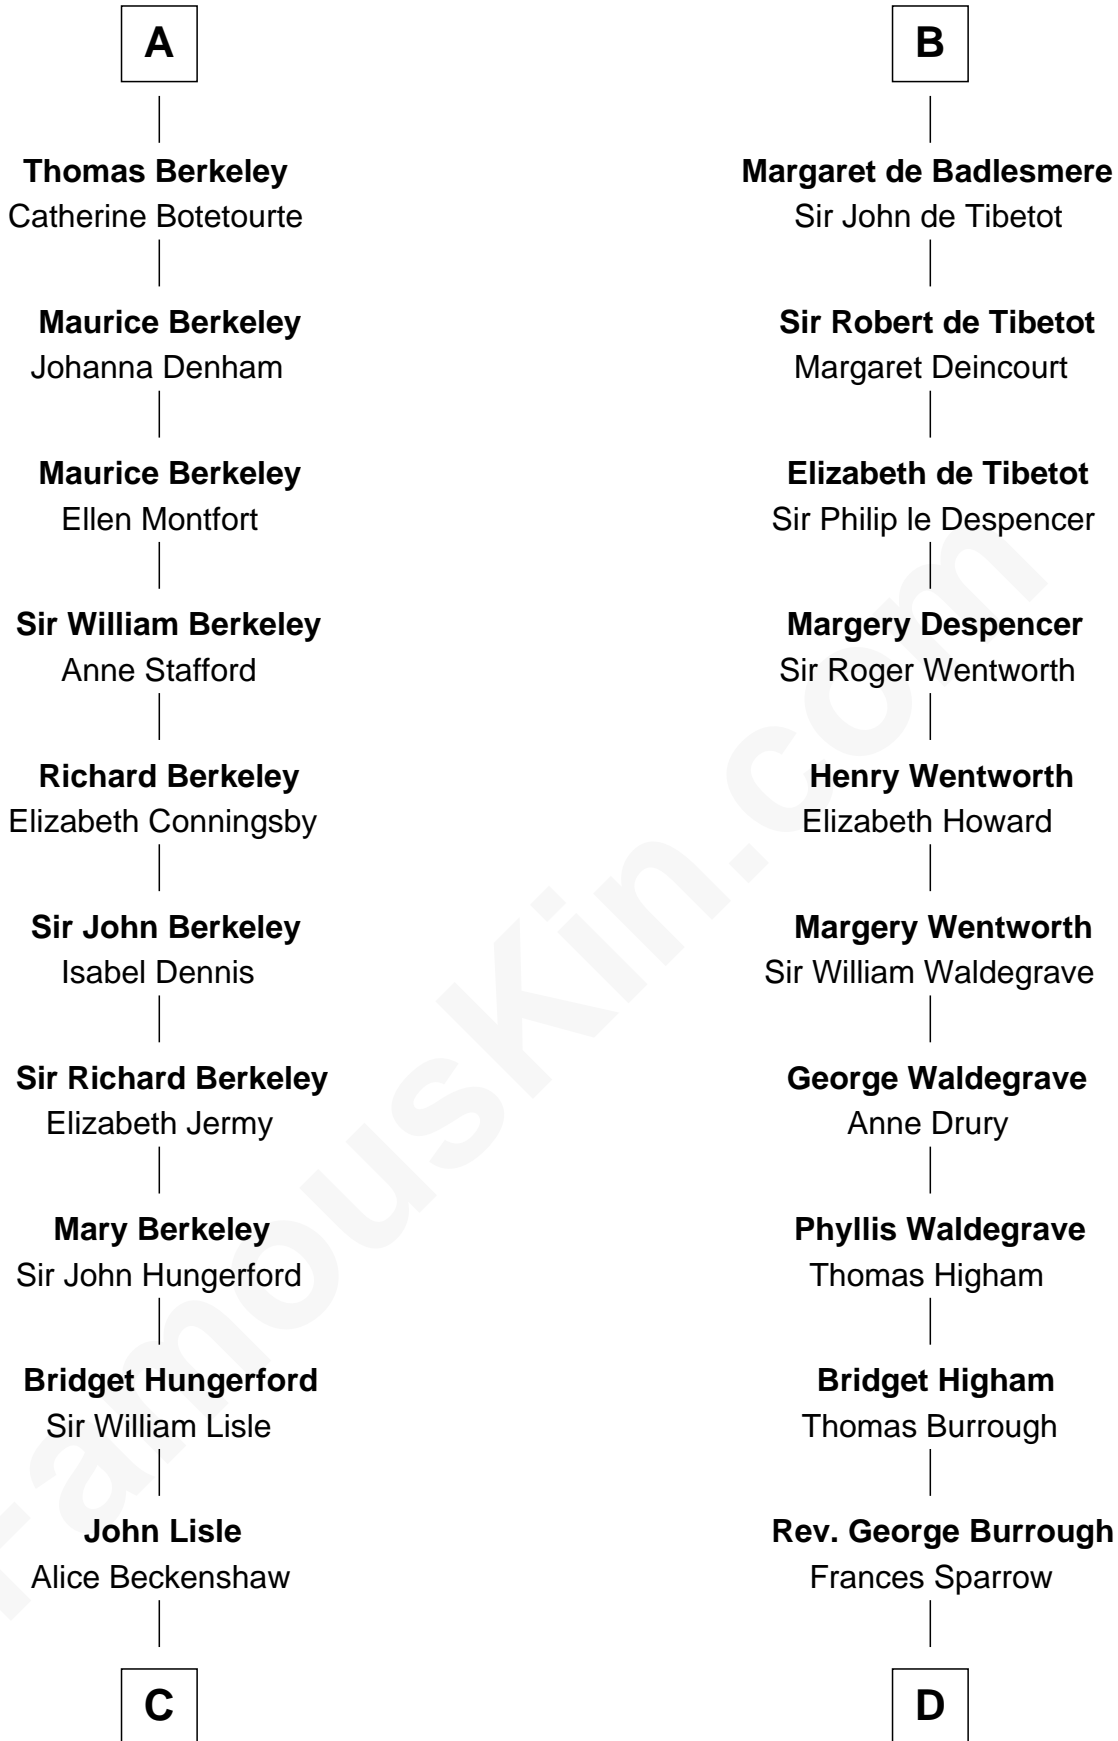 A
Thomas Berkeley
Catherine Botetourte
Maurice Berkeley
Johanna Denham
Maurice Berkeley
Ellen Montfort
Sir William Berkeley
Anne Stafford
Richard Berkeley
Elizabeth Conningsby
Sir John Berkeley
Isabel Dennis
Sir Richard Berkeley
Elizabeth Jermy
Mary Berkeley
Sir John Hungerford
Bridget Hungerford
Sir William Lisle
John Lisle
Alice Beckenshaw
C
B
Margaret de Badlesmere
Sir John de Tibetot
Sir Robert de Tibetot
Margaret Deincourt
Elizabeth de Tibetot
Sir Philip le Despencer
Margery Despencer
Sir Roger Wentworth
Henry Wentworth
Elizabeth Howard
Margery Wentworth
Sir William Waldegrave
George Waldegrave
Anne Drury
Phyllis Waldegrave
Thomas Higham
Bridget Higham
Thomas Burrough
Rev. George Burrough
Frances Sparrow
D
FamousKin.com